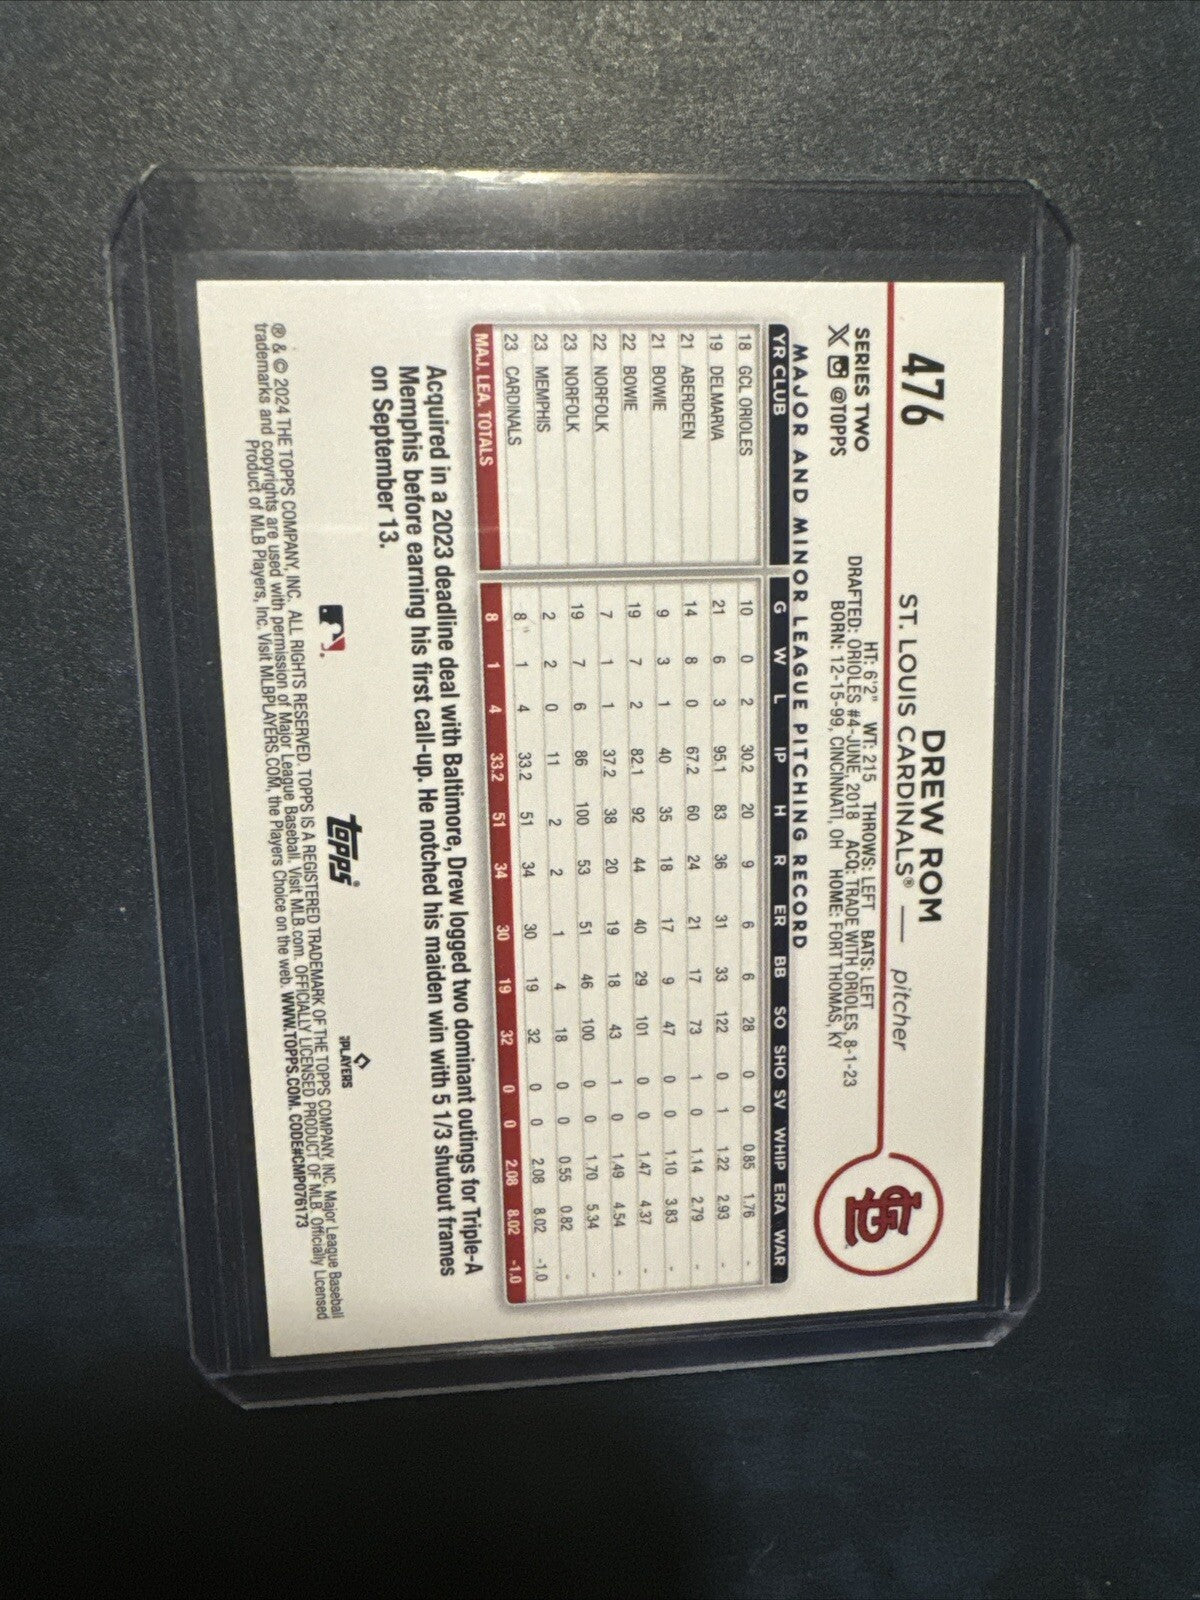 476
DREW ROM
ST. LOUIS CARDINALS® — pitcher
SERIES TWO
@TOPPS
HT: 6'2" WT: 215 THROWS: LEFT BATS: LEFT
DRAFTED: ORIOLES #4-JUNE, 2018 ACQ: TRADE WITH ORIOLES, 8-1-23
BORN: 12-15-99, CINCINNATI, OH HOME: FORT THOMAS, KY
StL
MAJOR AND MINOR LEAGUE PITCHING RECORD
YR CLUB G W L IP H R ER BB SO SHO SV WHIP ERA WAR
18 GCL ORIOLES 10 0 2 30.2 20 9 6 6 28 0 0 0.85 1.76 -
19 DELMARVA 21 6 3 95.1 83 36 31 33 122 0 1 1.22 2.93 -
21 ABERDEEN 14 8 0 67.2 60 24 21 17 73 1 0 1.14 2.79 -
21 BOWIE 9 3 1 40 35 18 17 9 47 0 0 1.10 3.83 -
22 BOWIE 19 7 2 82.1 92 44 40 29 101 0 0 1.47 4.37 -
22 NORFOLK 7 1 1 37.2 38 20 19 18 43 1 0 1.49 4.54 -
23 NORFOLK 19 7 6 86 100 53 51 46 100 0 0 1.70 5.34 -
23 MEMPHIS 2 2 0 11 2 2 1 4 18 0 0 0.55 0.82 -
23 CARDINALS 8 1 4 33.2 51 34 30 19 32 0 0 2.08 8.02 -1.0
MAJ. LEA. TOTALS 8 1 4 33.2 51 34 30 19 32 0 0 2.08 8.02 -1.0
Acquired in a 2023 deadline deal with Baltimore, Drew logged two dominant outings for Triple-A
Memphis before earning his first call-up. He notched his maiden win with 5 1/3 shutout frames
on September 13.
topps®
PLAYERS
® & © 2024 THE TOPPS COMPANY, INC. ALL RIGHTS RESERVED. TOPPS IS A REGISTERED TRADEMARK OF THE TOPPS COMPANY, INC. Major League Baseball
trademarks and copyrights are used with permission of Major League Baseball. Visit MLB.com. OFFICIALLY LICENSED PRODUCT OF MLB Officially Licensed
Product of MLB Players, Inc. Visit MLBPLAYERS.COM, the Players Choice on the web. WWW.TOPPS.COM. CODE#CMP076173